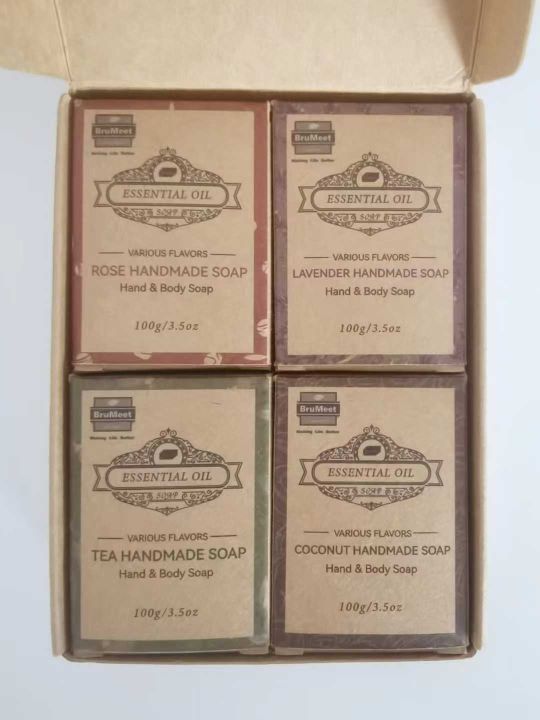 BruMeet
Making Life Better
ESSENTIAL OIL
SOAP
VARIOUS FLAVORS
ROSE HANDMADE SOAP
Hand & Body Soap
100g/3.5oz
BruMeet
Making Life Better
ESSENTIAL OIL
SOAP
VARIOUS FLAVORS
LAVENDER HANDMADE SOAP
Hand & Body Soap
100g/3.5oz
BruMeet
Making Life Better
ESSENTIAL OIL
SOAP
VARIOUS FLAVORS
TEA HANDMADE SOAP
Hand & Body Soap
100g/3.5oz
BruMeet
Making Life Better
ESSENTIAL OIL
SOAP
VARIOUS FLAVORS
COCONUT HANDMADE SOAP
Hand & Body Soap
100g/3.5oz